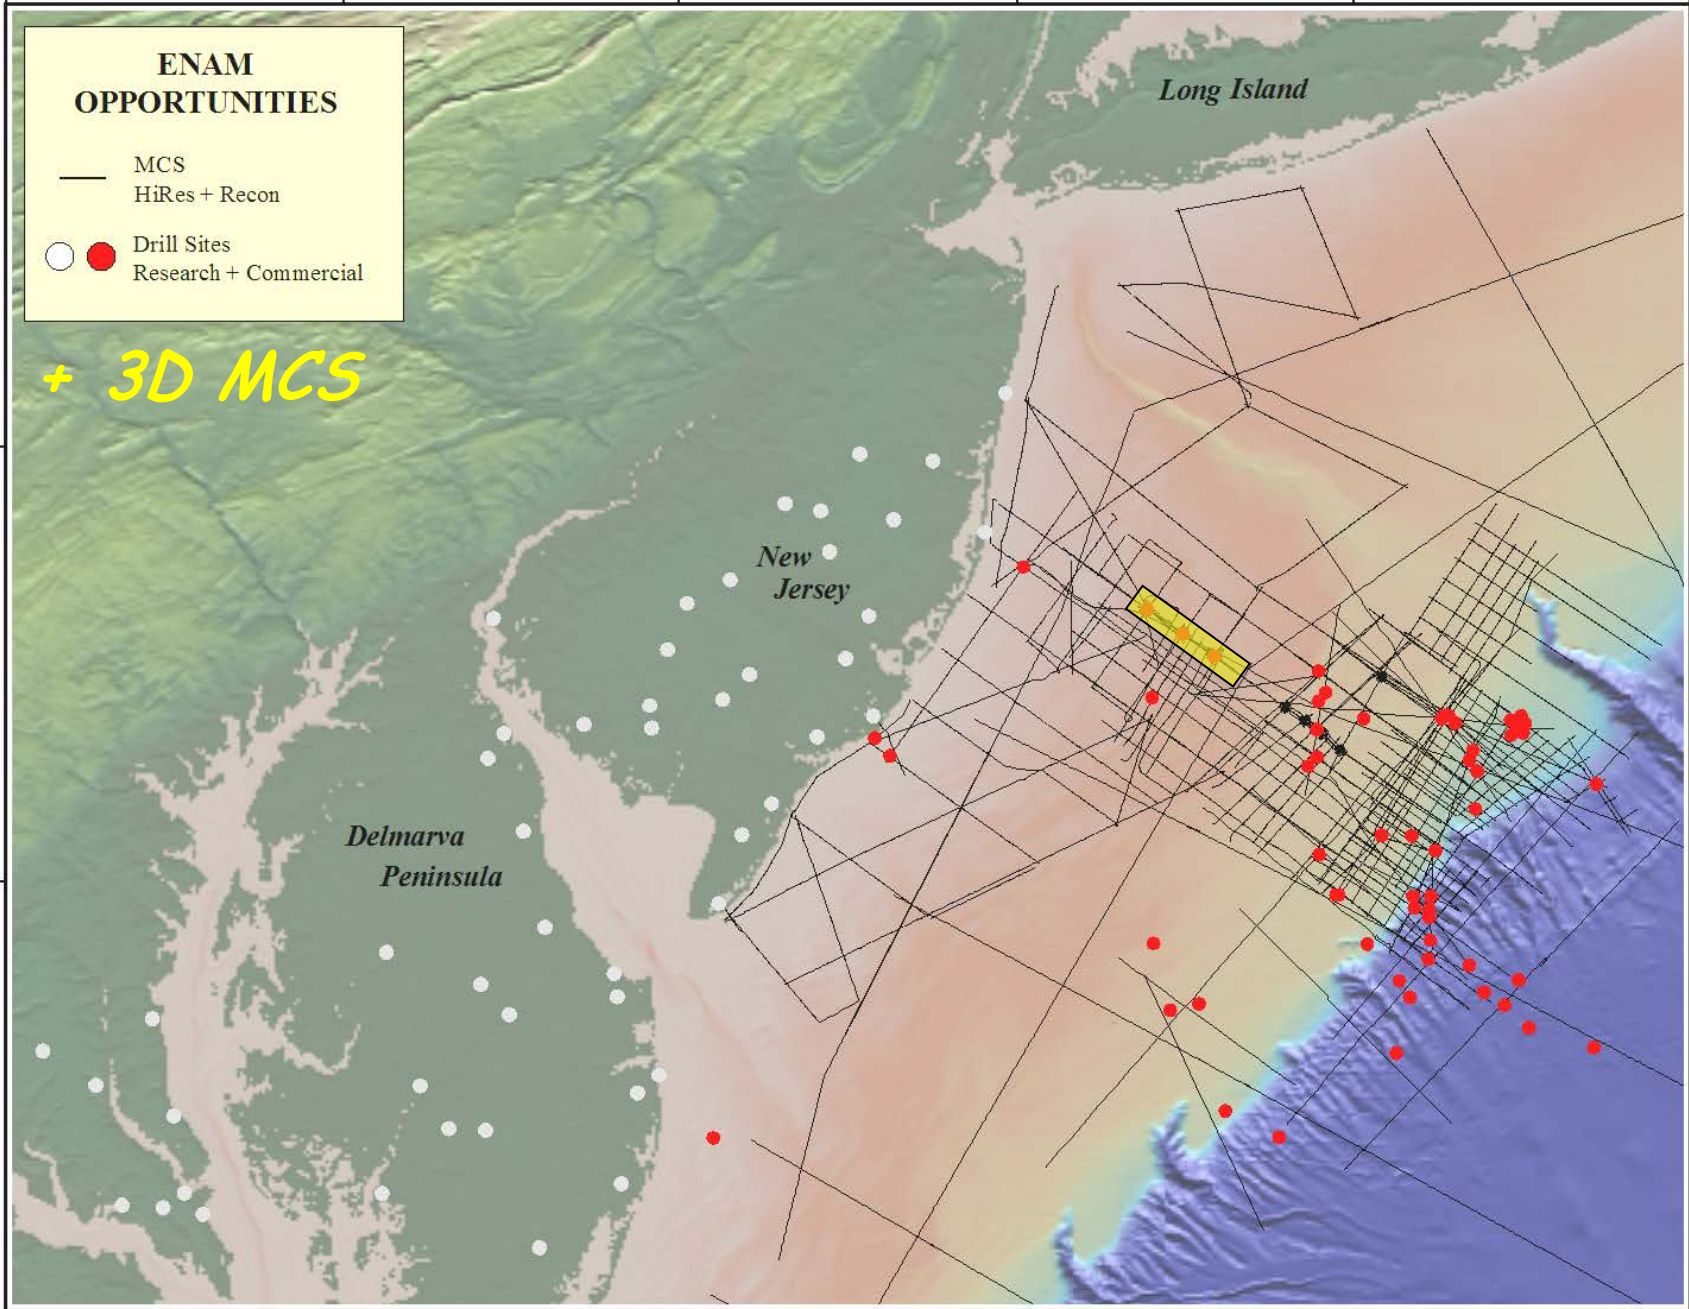 ENAM
OPPORTUNITIES
MCS
HiRes + Recon
Drill Sites
Research + Commercial
+ 3D MCS
Long Island
New
Jersey
Delmarva
Peninsula